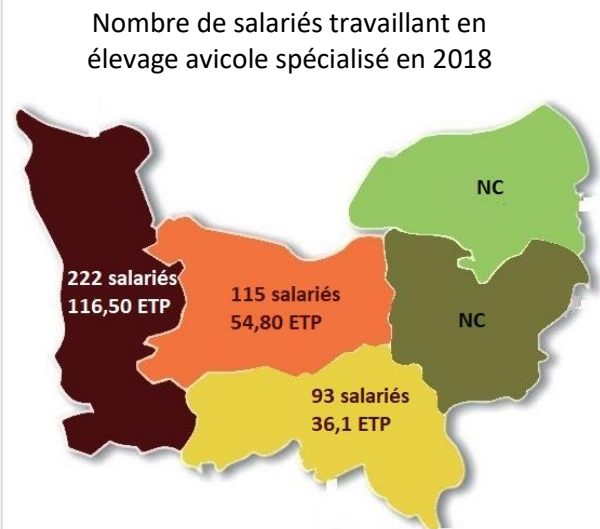 Nombre de salariés travaillant en
élevage avicole spécialisé en 2018
NC
222 salariés
116,50 ETP
115 salariés
54,80 ETP
NC
93 salariés
36,1 ETP